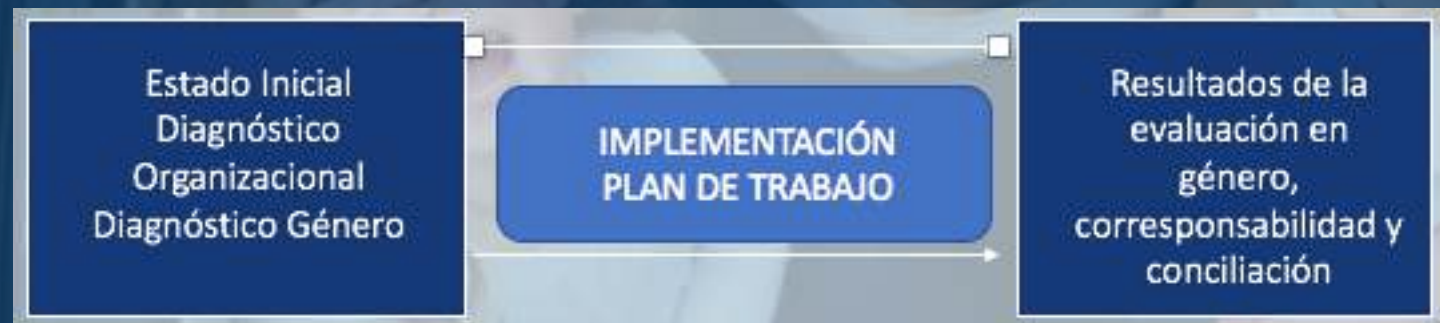 Estado Inicial
Diagnóstico
Organizacional
Diagnóstico Género
IMPLEMENTACIÓN
PLAN DE TRABAJO
Resultados de la
evaluación en
género,
corresponsabilidad y
conciliación